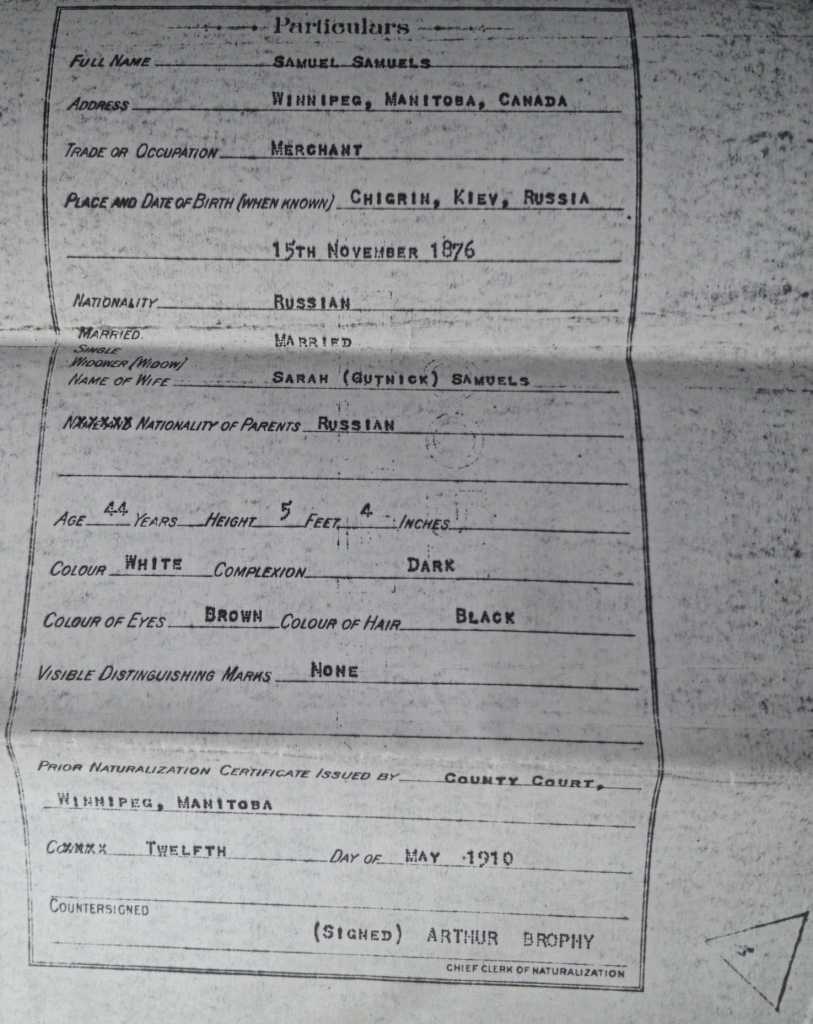 Particulars
FULL NAME SAMUEL SAMUELS
ADDRESS WINNIPEG, MANITOBA, CANADA
TRADE OR OCCUPATION MERCHANT
PLACE AND DATE OF BIRTH (WHEN KNOWN) CHIGRIN, KIEV, RUSSIA
15TH NOVEMBER 1876
NATIONALITY RUSSIAN
MARRIED MARRIED
SINGLE
WIDOWER (WIDOW)
NAME OF WIFE SARAH (GUTNICK) SAMUELS
NATIONALITY OF PARENTS RUSSIAN
AGE 44 YEARS HEIGHT 5 FEET 4 INCHES
COLOUR WHITE COMPLEXION DARK
COLOUR OF EYES BROWN COLOUR OF HAIR BLACK
VISIBLE DISTINGUISHING MARKS NONE
PRIOR NATURALIZATION CERTIFICATE ISSUED BY COUNTY COURT,
WINNIPEG, MANITOBA
TWELFTH DAY OF MAY 1910
COUNTERSIGNED
(SIGNED) ARTHUR BROPHY
CHIEF CLERK OF NATURALIZATION